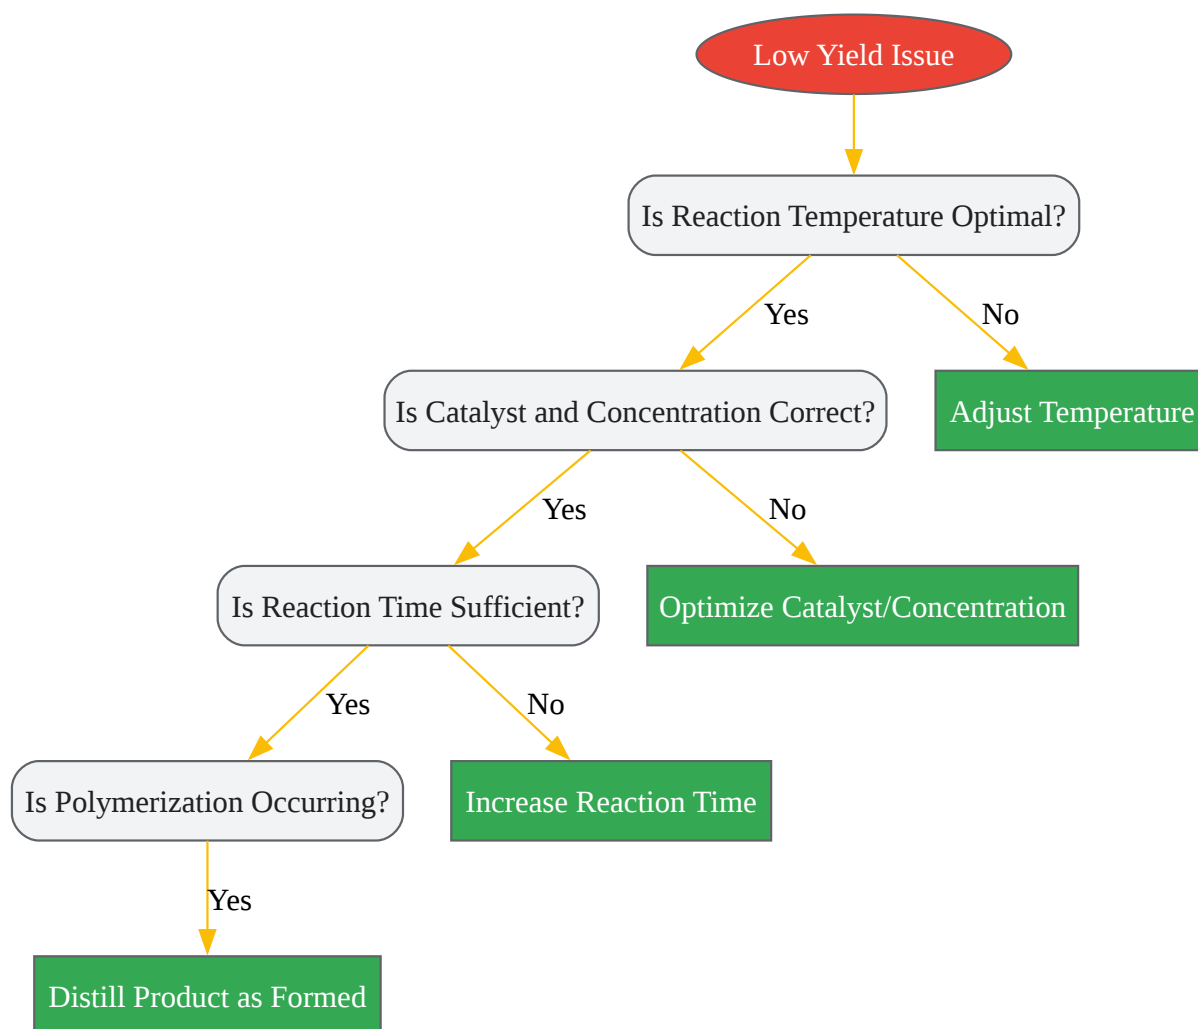 Low Yield Issue
Is Reaction Temperature Optimal?
Yes
No
Is Catalyst and Concentration Correct?
Adjust Temperature
Yes
No
Is Reaction Time Sufficient?
Optimize Catalyst/Concentration
Yes
No
Is Polymerization Occurring?
Increase Reaction Time
Yes
Distill Product as Formed